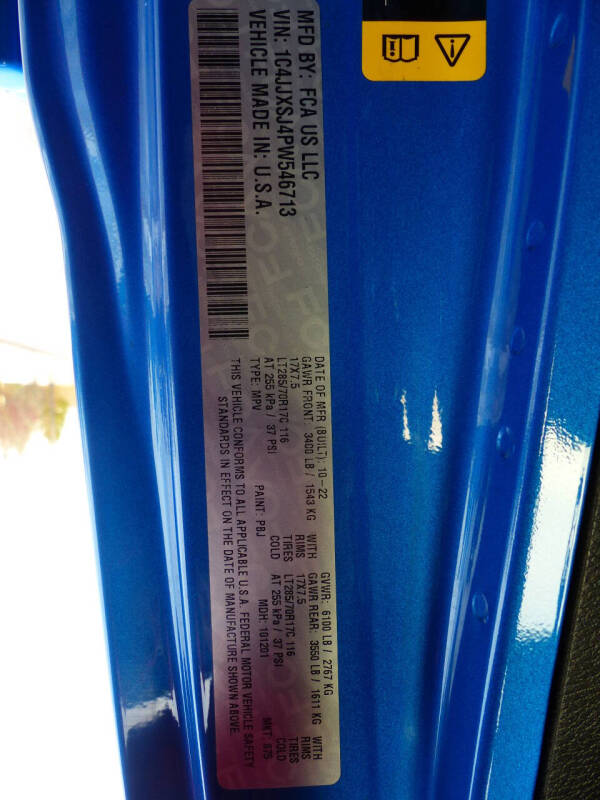 MFD BY: FCA US LLC
VIN: 1C4JJXSJ4PW546713
VEHICLE MADE IN: U.S.A.
DATE OF MFR (BUILT): 10-22 GVWR: 6100 LB / 2767 KG
GAWR FRONT: 3400 LB / 1543 KG WITH GAWR REAR: 3550 LB / 1611 KG WITH
17X7.5 RIMS 17X7.5 RIMS
LT285/70R17C 116 TIRES LT285/70R17C 116 TIRES
AT 255 kPa / 37 PSI COLD AT 255 kPa / 37 PSI COLD
TYPE: MPV PAINT: PBJ MDH: 101201 MKT: 875
THIS VEHICLE CONFORMS TO ALL APPLICABLE U.S.A. FEDERAL MOTOR VEHICLE SAFETY
STANDARDS IN EFFECT ON THE DATE OF MANUFACTURE SHOWN ABOVE.